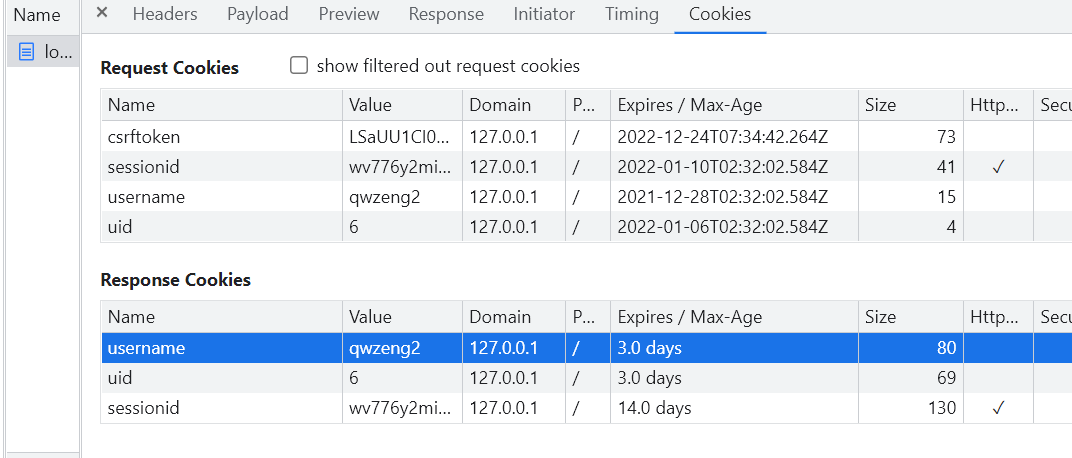 Name × Headers Payload Preview Response Initiator Timing Cookies
lo...
Request Cookies show filtered out request cookies
Name Value Domain P... Expires / Max-Age Size Http... Secu
csrftoken LSaUU1CI0... 127.0.0.1 / 2022-12-24T07:34:42.264Z 73
sessionid wv776y2mi... 127.0.0.1 / 2022-01-10T02:32:02.584Z 41 ✓
username qwzeng2 127.0.0.1 / 2021-12-28T02:32:02.584Z 15
uid 6 127.0.0.1 / 2022-01-06T02:32:02.584Z 4
Response Cookies
Name Value Domain P... Expires / Max-Age Size Http... Secu
username qwzeng2 127.0.0.1 / 3.0 days 80
uid 6 127.0.0.1 / 3.0 days 69
sessionid wv776y2mi... 127.0.0.1 / 14.0 days 130 ✓